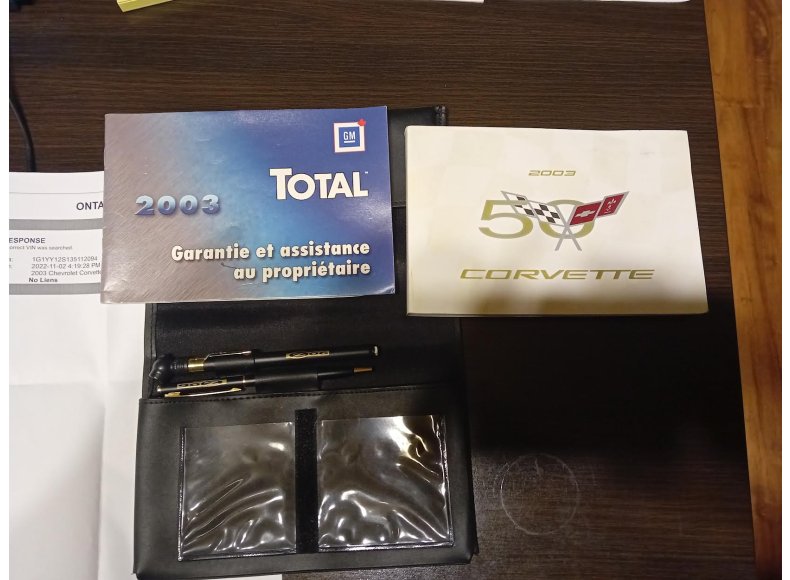 GM
TOTAL
2003
Garantie et assistance
au propriétaire
2003
50
CORVETTE
ONTA
ESPONSE
orrect VIN was searched.
1G1YY12S135112094
2022-11-02 4:19:28 PM
2003 Chevrolet Corvette
No Liens